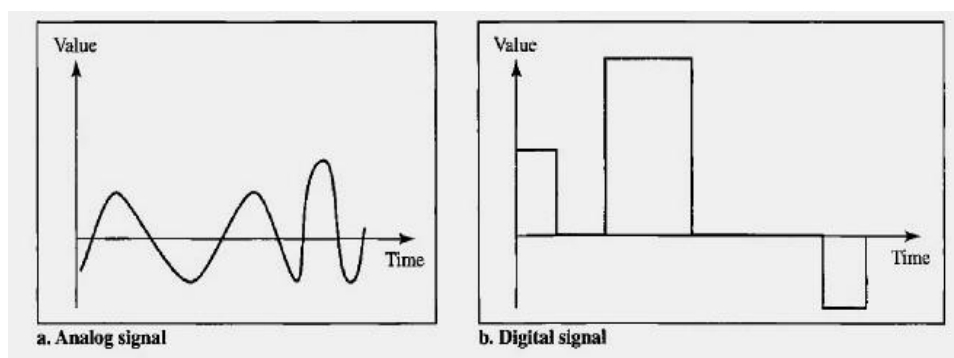 Value
Time
a. Analog signal
Value
Time
b. Digital signal